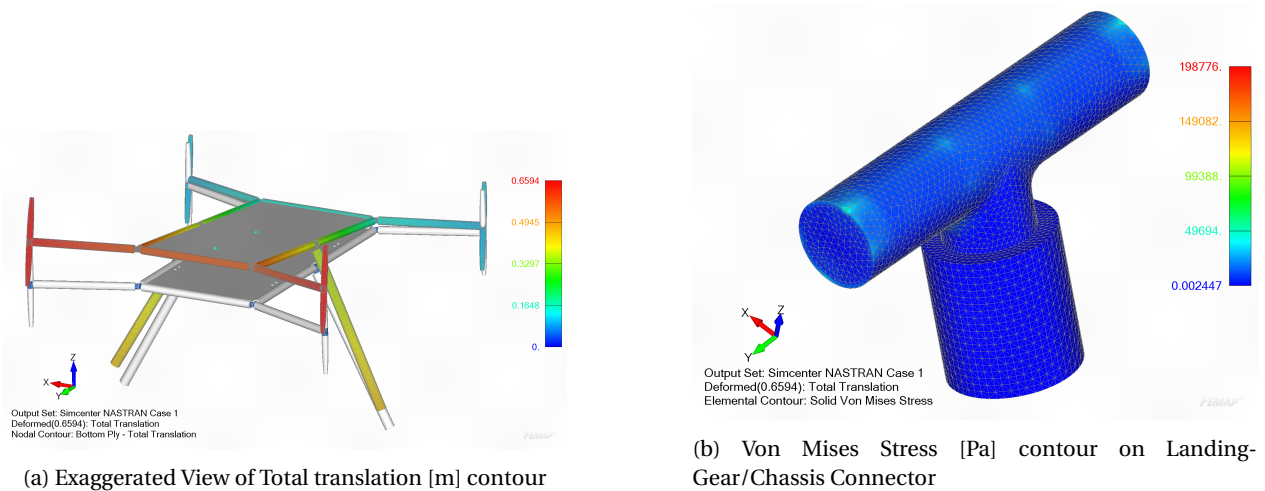 0.6594
0.4945
0.3297
0.1648
0.
Z
X
Y
Output Set: Simcenter NASTRAN Case 1
Deformed(0.6594): Total Translation
Nodal Contour: Bottom Ply - Total Translation
FEMAP
(a) Exaggerated View of Total translation [m] contour
198776.
149082.
99388.
49694.
0.002447
X
Z
Y
Output Set: Simcenter NASTRAN Case 1
Deformed(0.6594): Total Translation
Elemental Contour: Solid Von Mises Stress
FEMAP
(b) Von Mises Stress [Pa] contour on Landing-
Gear/Chassis Connector